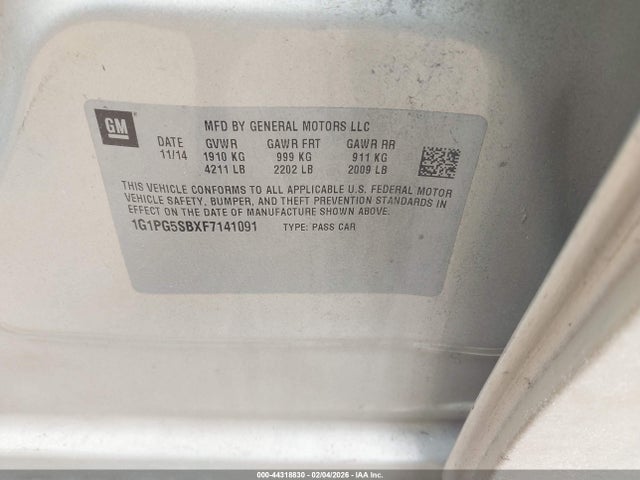 GM
MFD BY GENERAL MOTORS LLC
DATE GVWR GAWR FRT GAWR RR
11/14 1910 KG 999 KG 911 KG
4211 LB 2202 LB 2009 LB
THIS VEHICLE CONFORMS TO ALL APPLICABLE U.S. FEDERAL MOTOR
VEHICLE SAFETY, BUMPER, AND THEFT PREVENTION STANDARDS IN
EFFECT ON THE DATE OF MANUFACTURE SHOWN ABOVE.
1G1PG5SBXF7141091 TYPE: PASS CAR
000-44318830 - 02/04/2026 - IAA Inc.